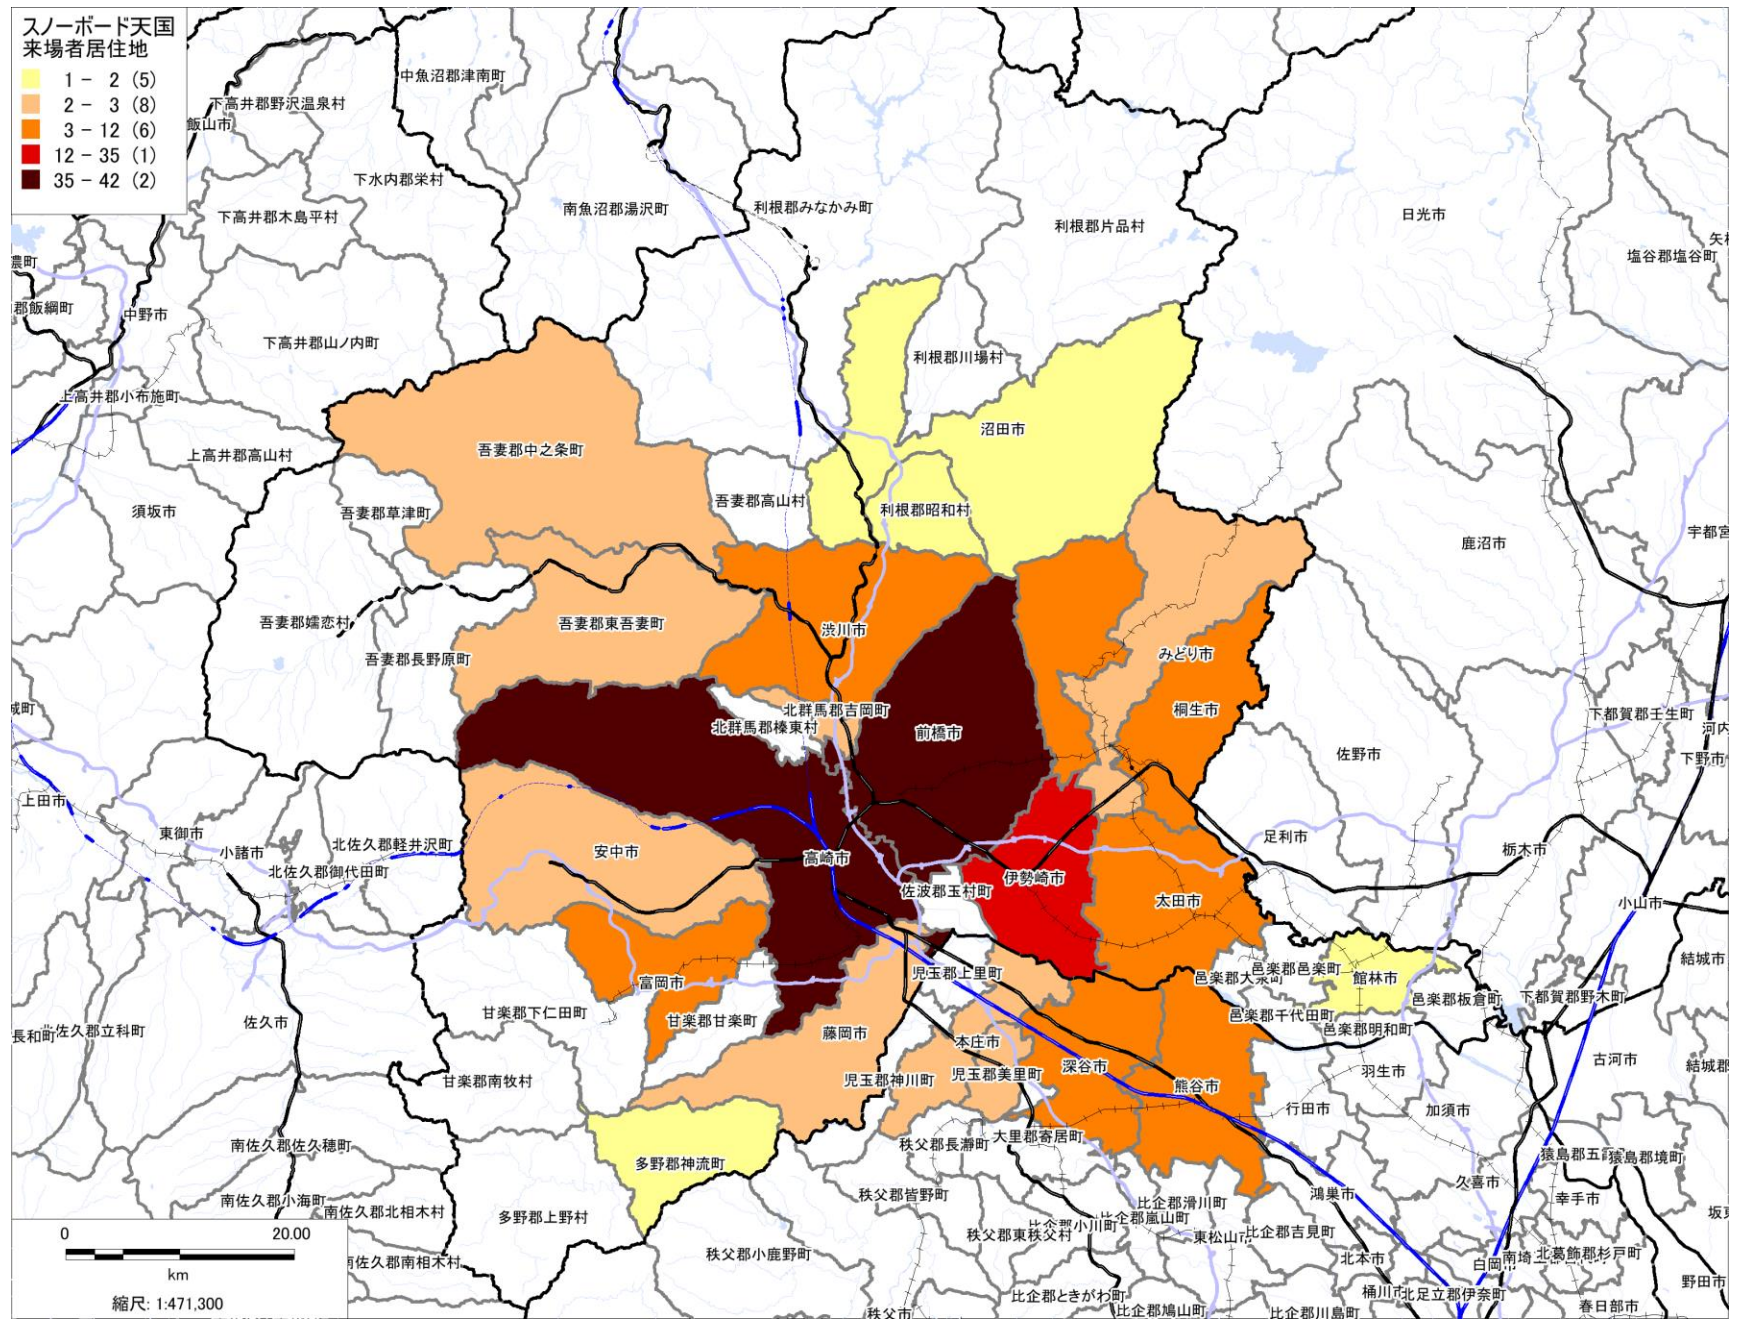 スノーボード天国
来場者居住地
1 - 2 (5)
2 - 3 (8)
3 - 12 (6)
12 - 35 (1)
35 - 42 (2)
中魚沼郡津南町
下高井郡野沢温泉村
飯山市
下水内郡栄村
南魚沼郡湯沢町
利根郡みなかみ町
利根郡片品村
日光市
下高井郡木島平村
塩谷郡塩谷町
濃町
郡飯綱町
中野市
下高井郡山ノ内町
利根郡川場村
上高井郡小布施町
沼田市
上高井郡高山村
吾妻郡中之条町
吾妻郡高山村
利根郡昭和村
須坂市
吾妻郡草津町
鹿沼市
宇都宮
吾妻郡嬬恋村
吾妻郡東吾妻町
渋川市
みどり市
吾妻郡長野原町
城町
北群馬郡吉岡町
桐生市
下都賀郡壬生町
北群馬郡榛東村
前橋市
河内
佐野市
下野市
上田市
東御市
小諸市
北佐久郡軽井沢町
北佐久郡御代田町
安中市
高崎市
足利市
栃木市
佐波郡玉村町
伊勢崎市
太田市
小山市
富岡市
児玉郡上里町
邑楽郡大泉町
邑楽郡邑楽町
館林市
結城市
甘楽郡下仁田町
甘楽郡甘楽町
邑楽郡千代田町
邑楽郡板倉町
下都賀郡野木町
佐久市
長和町
北佐久郡立科町
藤岡市
本庄市
邑楽郡明和町
古河市
甘楽郡南牧村
児玉郡神川町
児玉郡美里町
深谷市
熊谷市
羽生市
結城郡
行田市
加須市
南佐久郡佐久穂町
秩父郡長瀞町
大里郡寄居町
多野郡神流町
猿島郡境町
南佐久郡小海町
南佐久郡北相木村
多野郡上野村
秩父郡皆野町
比企郡滑川町
鴻巣市
久喜市
幸手市
比企郡小川町
比企郡嵐山町
秩父郡東秩父村
東松山市
比企郡吉見町
南佐久郡南相木村
秩父郡小鹿野町
北本市
白岡市
北葛飾郡杉戸町
野田市
比企郡ときがわ町
桶川市
北足立郡伊奈町
秩父市
比企郡鳩山町
比企郡川島町
春日部市
0 20.00
km
縮尺: 1:471,300